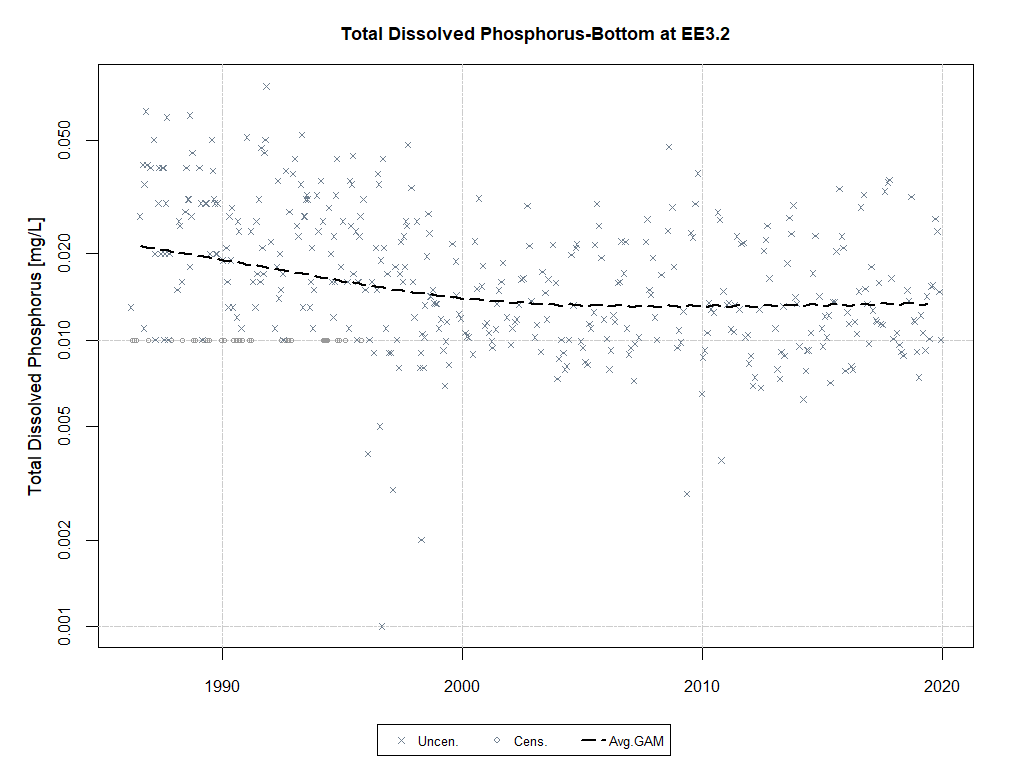 Total Dissolved Phosphorus-Bottom at EE3.2
Total Dissolved Phosphorus [mg/L]
0.050
0.020
0.010
0.005
0.002
0.001
1990 2000 2010 2020
Uncen. Cens. Avg.GAM